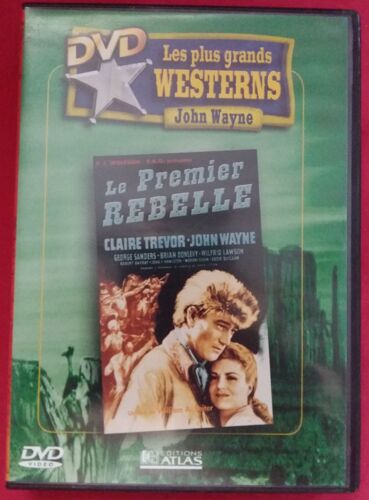 DVD
Les plus grands
WESTERNS
John Wayne
Le Premier
REBELLE
CLAIRE TREVOR · JOHN WAYNE
GEORGE SANDERS · BRIAN DONLEVY · WILFRID LAWSON
DVD
VIDEO
EDITIONS
ATLAS